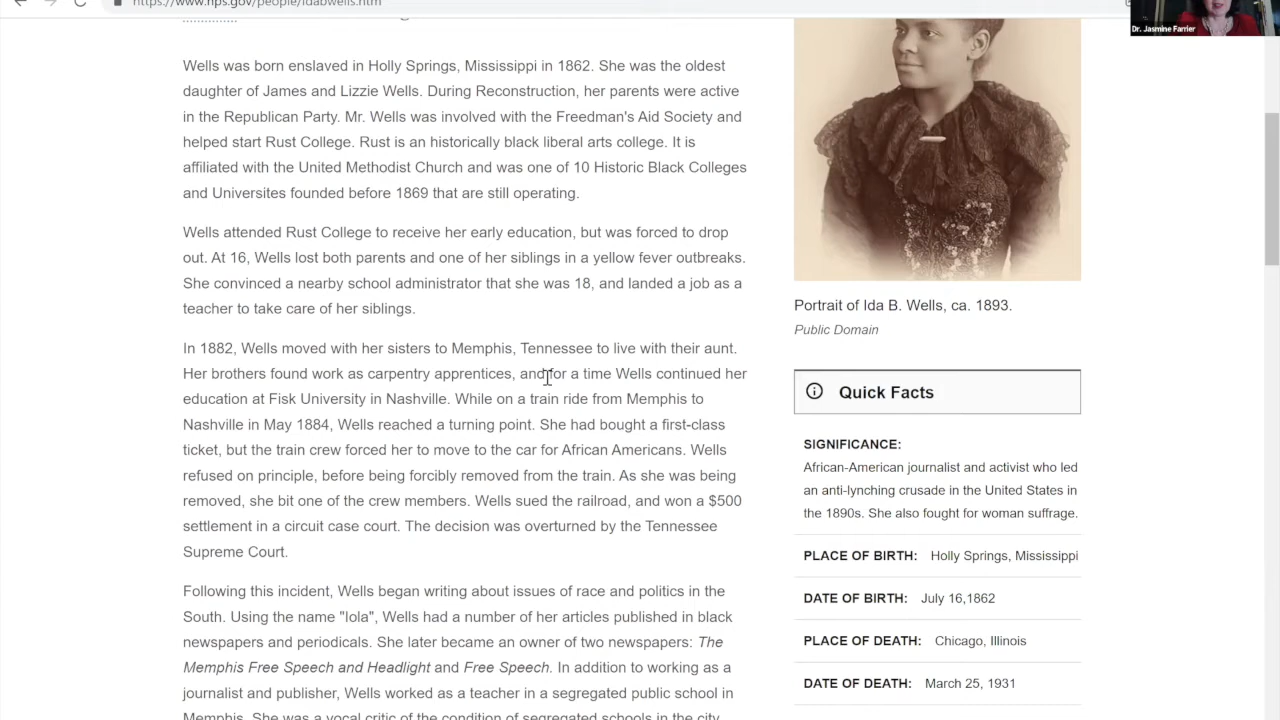 https://www.nps.gov/people/idabwells.htm
Dr. Jasmine Farrier
Wells was born enslaved in Holly Springs, Mississippi in 1862. She was the oldest
daughter of James and Lizzie Wells. During Reconstruction, her parents were active
in the Republican Party. Mr. Wells was involved with the Freedman's Aid Society and
helped start Rust College. Rust is an historically black liberal arts college. It is
affiliated with the United Methodist Church and was one of 10 Historic Black Colleges
and Universites founded before 1869 that are still operating.
Wells attended Rust College to receive her early education, but was forced to drop
out. At 16, Wells lost both parents and one of her siblings in a yellow fever outbreaks.
She convinced a nearby school administrator that she was 18, and landed a job as a
teacher to take care of her siblings.
In 1882, Wells moved with her sisters to Memphis, Tennessee to live with their aunt.
Her brothers found work as carpentry apprentices, and for a time Wells continued her
education at Fisk University in Nashville. While on a train ride from Memphis to
Nashville in May 1884, Wells reached a turning point. She had bought a first-class
ticket, but the train crew forced her to move to the car for African Americans. Wells
refused on principle, before being forcibly removed from the train. As she was being
removed, she bit one of the crew members. Wells sued the railroad, and won a $500
settlement in a circuit case court. The decision was overturned by the Tennessee
Supreme Court.
Following this incident, Wells began writing about issues of race and politics in the
South. Using the name "Iola", Wells had a number of her articles published in black
newspapers and periodicals. She later became an owner of two newspapers: The
Memphis Free Speech and Headlight and Free Speech. In addition to working as a
journalist and publisher, Wells worked as a teacher in a segregated public school in
Memphis. She was a vocal critic of the condition of segregated schools in the city.
Portrait of Ida B. Wells, ca. 1893.
Public Domain
Quick Facts
SIGNIFICANCE:
African-American journalist and activist who led
an anti-lynching crusade in the United States in
the 1890s. She also fought for woman suffrage.
PLACE OF BIRTH: Holly Springs, Mississippi
DATE OF BIRTH: July 16,1862
PLACE OF DEATH: Chicago, Illinois
DATE OF DEATH: March 25, 1931